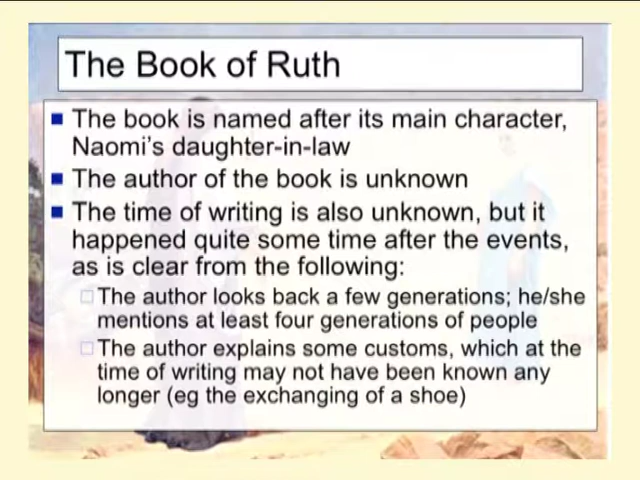 The Book of Ruth
The book is named after its main character,
Naomi's daughter-in-law
The author of the book is unknown
The time of writing is also unknown, but it
happened quite some time after the events,
as is clear from the following:
The author looks back a few generations; he/she
mentions at least four generations of people
The author explains some customs, which at the
time of writing may not have been known any
longer (eg the exchanging of a shoe)